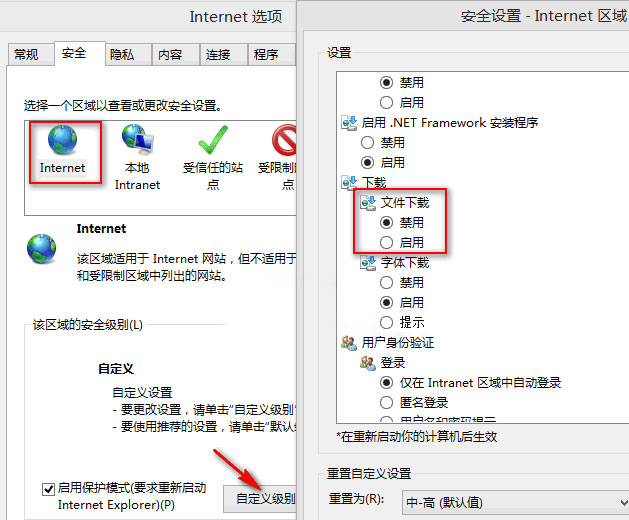 Internet 选项
常规
安全
隐私
内容
连接
程序
选择一个区域以查看或更改安全设置。
Internet
本地
Intranet
受信任的站
点
受限制的
点
Internet
该区域适用于 Internet 网站，但不适用于
和受限制区域中列出的网站。
该区域的安全级别(L)
自定义
自定义设置
- 要更改设置，请单击"自定义级别"
- 要使用推荐的设置，请单击"默认
启用保护模式(要求重新启动
Internet Explorer)(P)
自定义级别
安全设置 - Internet 区域
设置
禁用
启用
启用 .NET Framework 安装程序
禁用
启用
下载
文件下载
禁用
启用
字体下载
禁用
启用
提示
用户身份验证
登录
仅在 Intranet 区域中自动登录
匿名登录
用户名和密码提示
*在重新启动你的计算机后生效
重置自定义设置
重置为(R):
中-高 (默认值)